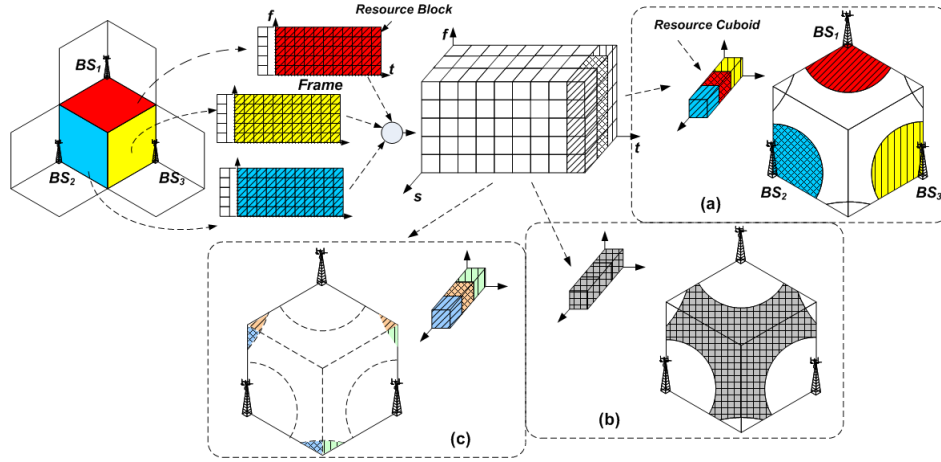 Resource Block
f
t
BS1
Frame
BS2
BS3
f
t
s
Resource Cuboid
BS1
BS2
BS3
(a)
(b)
(c)